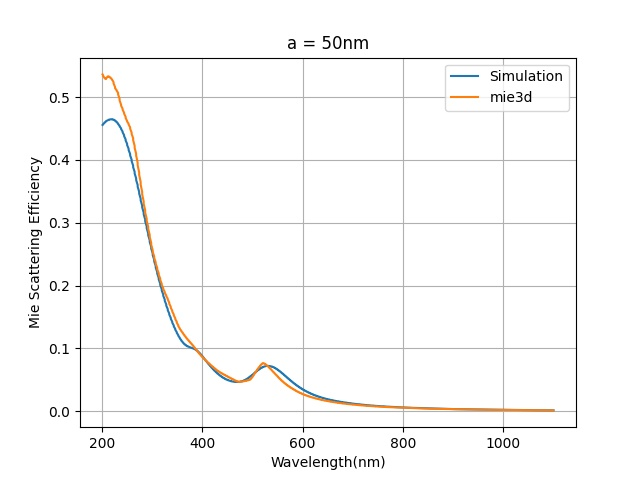 a = 50nm
Simulation
mie3d
Mie Scattering Efficiency
0.5
0.4
0.3
0.2
0.1
0.0
200 400 600 800 1000
Wavelength(nm)